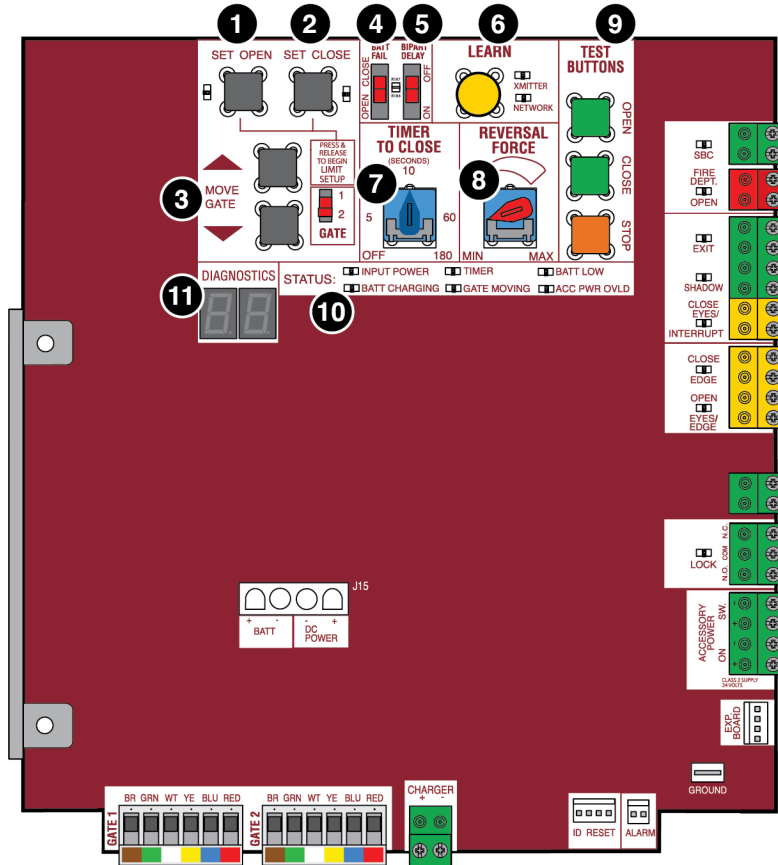 1
2
4
5
6
9
SET OPEN
SET CLOSE
BATT FAIL
BIPART DELAY
OPEN CLOSE
ON OFF
LEARN
XMITTER
NETWORK
TEST BUTTONS
OPEN
CLOSE
STOP
3
MOVE GATE
PRESS & RELEASE TO BEGIN LIMIT SETUP
1
2
GATE
TIMER TO CLOSE
(SECONDS)
10
7
5
60
OFF
180
REVERSAL FORCE
8
MIN
MAX
11
DIAGNOSTICS
88
STATUS:
INPUT POWER
TIMER
BATT LOW
BATT CHARGING
GATE MOVING
ACC PWR OVLD
10
SBC
FIRE DEPT.
OPEN
EXIT
SHADOW
CLOSE EYES/
INTERRUPT
CLOSE
EDGE
OPEN
EYES/
EDGE
LOCK
N.O. COM N.C.
ACCESSORY POWER
ON SW.
+ - + -
CLASS 2 SUPPLY
24 VOLTS
J15
+ - - +
BATT
DC POWER
EXP. BOARD
GROUND
GATE 1
BR GRN WT YE BLU RED
GATE 2
BR GRN WT YE BLU RED
CHARGER
+ -
ID RESET
ALARM